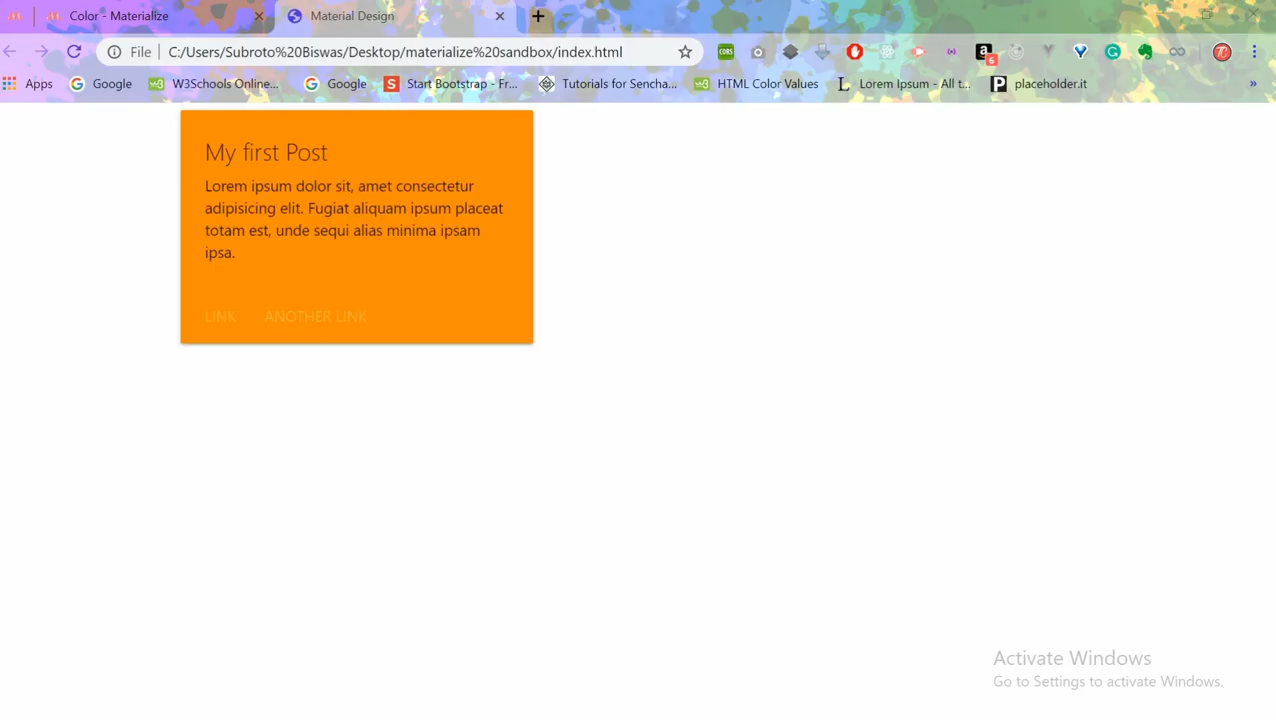 Color - Materialize
Material Design
File
C:/Users/Subroto%20Biswas/Desktop/materialize%20sandbox/index.html
CORS
a
6
Apps
Google
W3Schools Online...
Google
Start Bootstrap - Fr...
Tutorials for Sencha...
HTML Color Values
Lorem Ipsum - All t...
placeholder.it
»
My first Post
Lorem ipsum dolor sit, amet consectetur
adipisicing elit. Fugiat aliquam ipsum placeat
totam est, unde sequi alias minima ipsam
ipsa.
LINK
ANOTHER LINK
Activate Windows
Go to Settings to activate Windows.